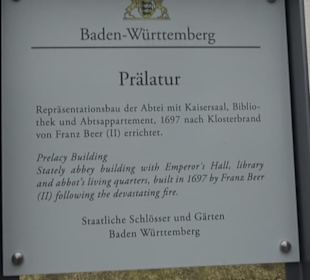 Baden-Württemberg
Prälatur
Repräsentationsbau der Abtei mit Kaisersaal, Biblio-
thek und Abtsappartement, 1697 nach Klosterbrand
von Franz Beer (II) errichtet.
Prelacy Building
Stately abbey building with Emperor's Hall, library
and abbot's living quarters, built in 1697 by Franz Beer
(II) following the devastating fire.
Staatliche Schlösser und Gärten
Baden Württemberg